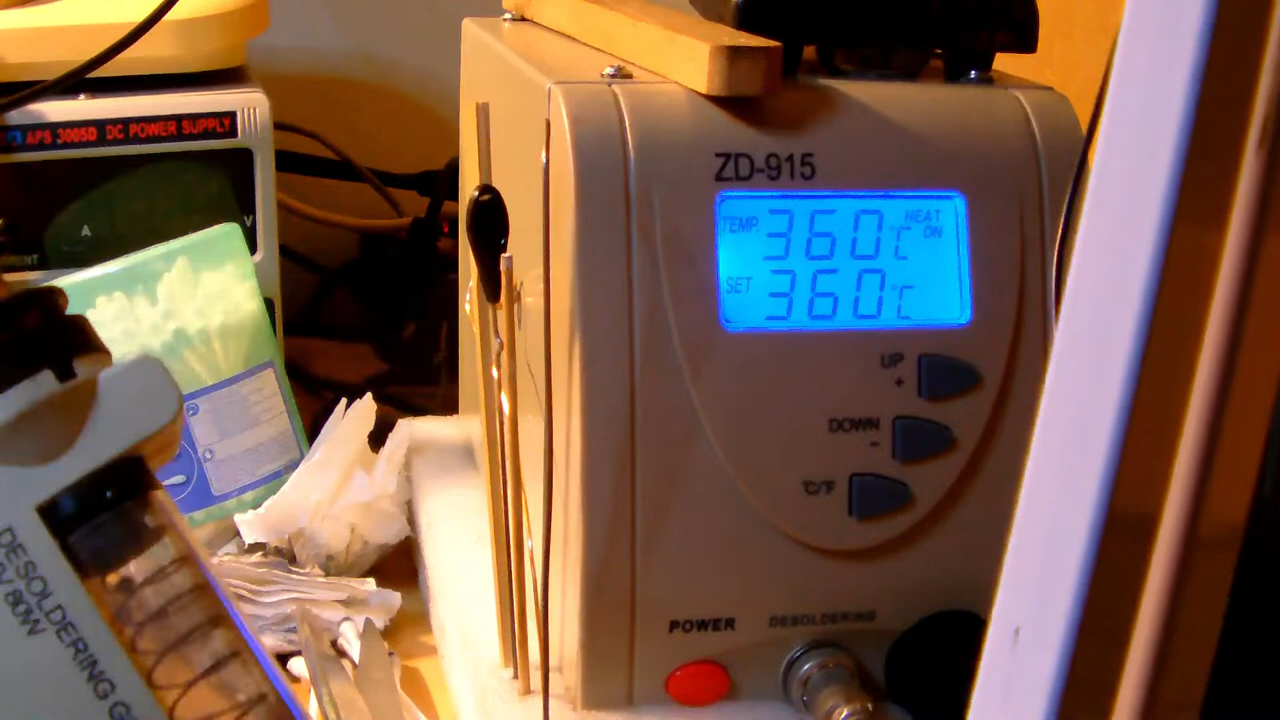 APS 3005D DC POWER SUPPLY
A
V
ZD-915
TEMP. 360°C HEAT ON
SET 360°C
UP
+
DOWN
-
°C/F
POWER
DESOLDERING
DESOLDERING G
V 80W